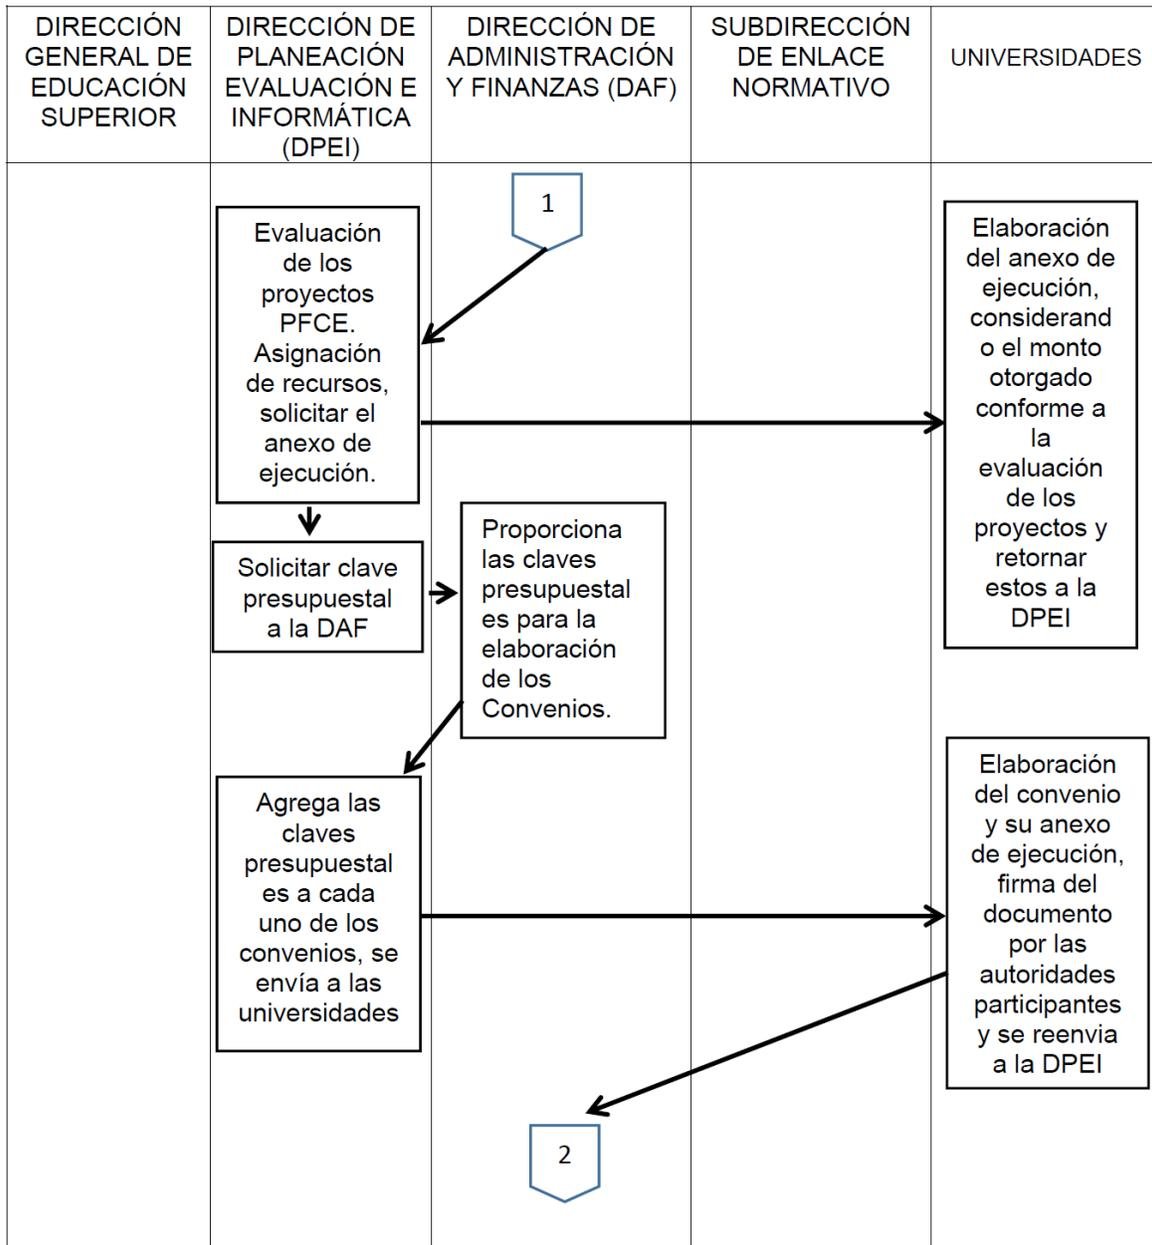 DIRECCIÓN
GENERAL DE
EDUCACIÓN
SUPERIOR
DIRECCIÓN DE
PLANEACIÓN
EVALUACIÓN E
INFORMÁTICA
(DPEI)
DIRECCIÓN DE
ADMINISTRACIÓN
Y FINANZAS (DAF)
SUBDIRECCIÓN
DE ENLACE
NORMATIVO
UNIVERSIDADES
1
Evaluación
de los
proyectos
PFCE.
Asignación
de recursos,
solicitar el
anexo de
ejecución.
Elaboración
del anexo de
ejecución,
considerand
o el monto
otorgado
conforme a
la
evaluación
de los
proyectos y
retornar
estos a la
DPEI
Solicitar clave
presupuestal
a la DAF
Proporciona
las claves
presupuestal
es para la
elaboración
de los
Convenios.
Agrega las
claves
presupuestal
es a cada
uno de los
convenios, se
envía a las
universidades
Elaboración
del convenio
y su anexo
de ejecución,
firma del
documento
por las
autoridades
participantes
y se reenvia
a la DPEI
2